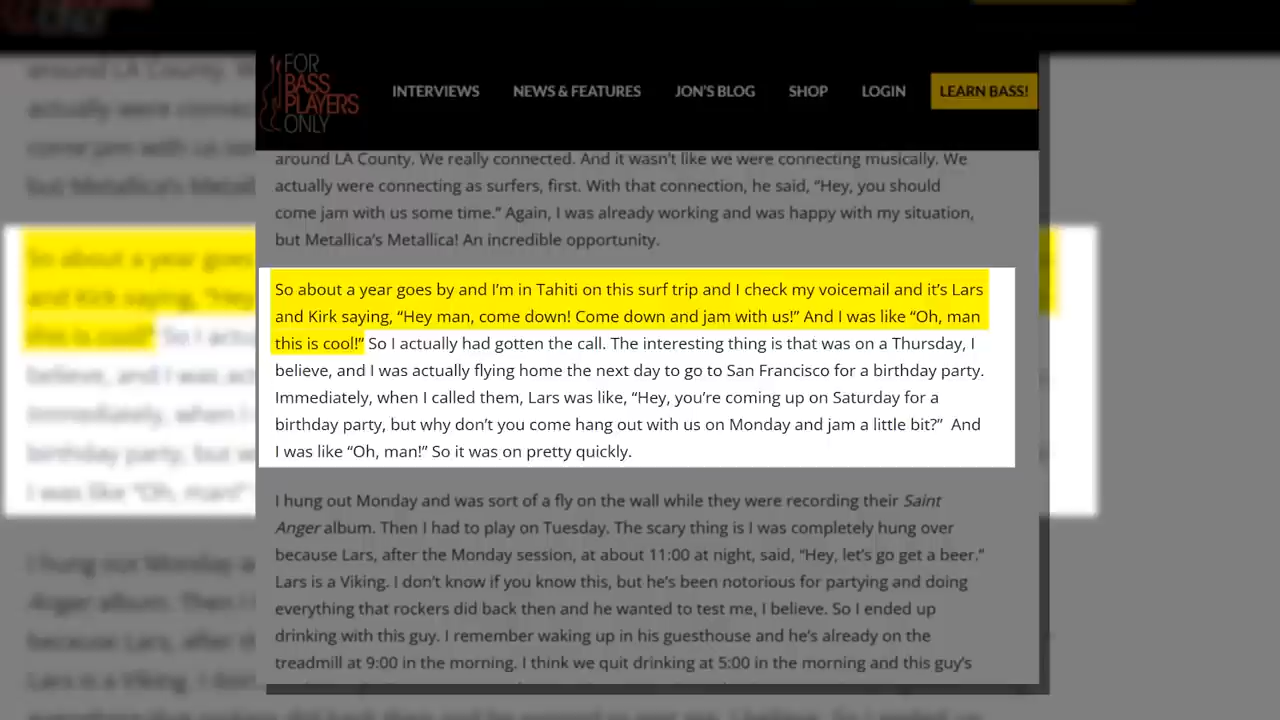 FOR
BASS
PLAYERS
ONLY
INTERVIEWS NEWS & FEATURES JON'S BLOG SHOP LOGIN LEARN BASS!
around LA County. We really connected. And it wasn't like we were connecting musically. We
actually were connecting as surfers, first. With that connection, he said, “Hey, you should
come jam with us some time.” Again, I was already working and was happy with my situation,
but Metallica's Metallica! An incredible opportunity.
So about a year goes by and I'm in Tahiti on this surf trip and I check my voicemail and it's Lars
and Kirk saying, “Hey man, come down! Come down and jam with us!” And I was like “Oh, man
this is cool!” So I actually had gotten the call. The interesting thing is that was on a Thursday, I
believe, and I was actually flying home the next day to go to San Francisco for a birthday party.
Immediately, when I called them, Lars was like, “Hey, you're coming up on Saturday for a
birthday party, but why don't you come hang out with us on Monday and jam a little bit?” And
I was like “Oh, man!” So it was on pretty quickly.
I hung out Monday and was sort of a fly on the wall while they were recording their Saint
Anger album. Then I had to play on Tuesday. The scary thing is I was completely hung over
because Lars, after the Monday session, at about 11:00 at night, said, “Hey, let's go get a beer.”
Lars is a Viking. I don't know if you know this, but he's been notorious for partying and doing
everything that rockers did back then and he wanted to test me, I believe. So I ended up
drinking with this guy. I remember waking up in his guesthouse and he's already on the
treadmill at 9:00 in the morning. I think we quit drinking at 5:00 in the morning and this guy's